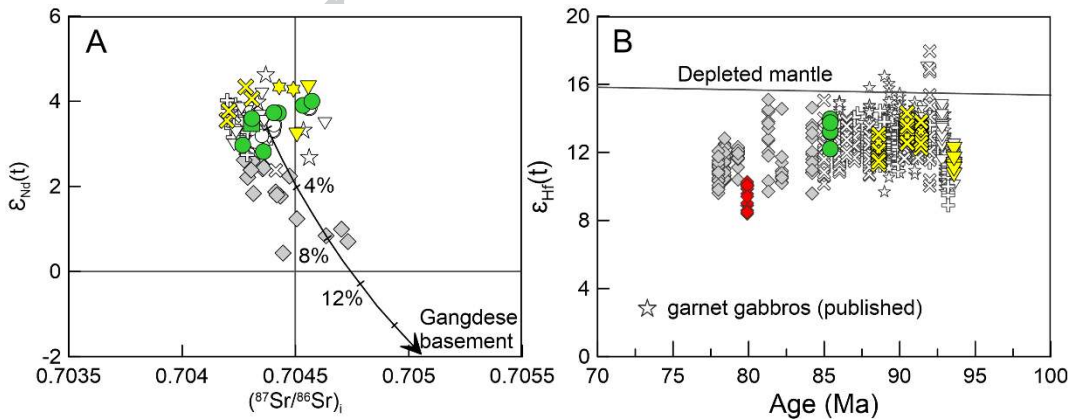 A
εNd(t)
6
4
2
0
-2
4%
8%
12%
Gangdese
basement
0.7035
0.704
0.7045
0.705
0.7055
(⁸⁷Sr/⁸⁶Sr)ᵢ
B
εHf(t)
20
16
12
8
4
0
Depleted mantle
garnet gabbros (published)
70
75
80
85
90
95
100
Age (Ma)